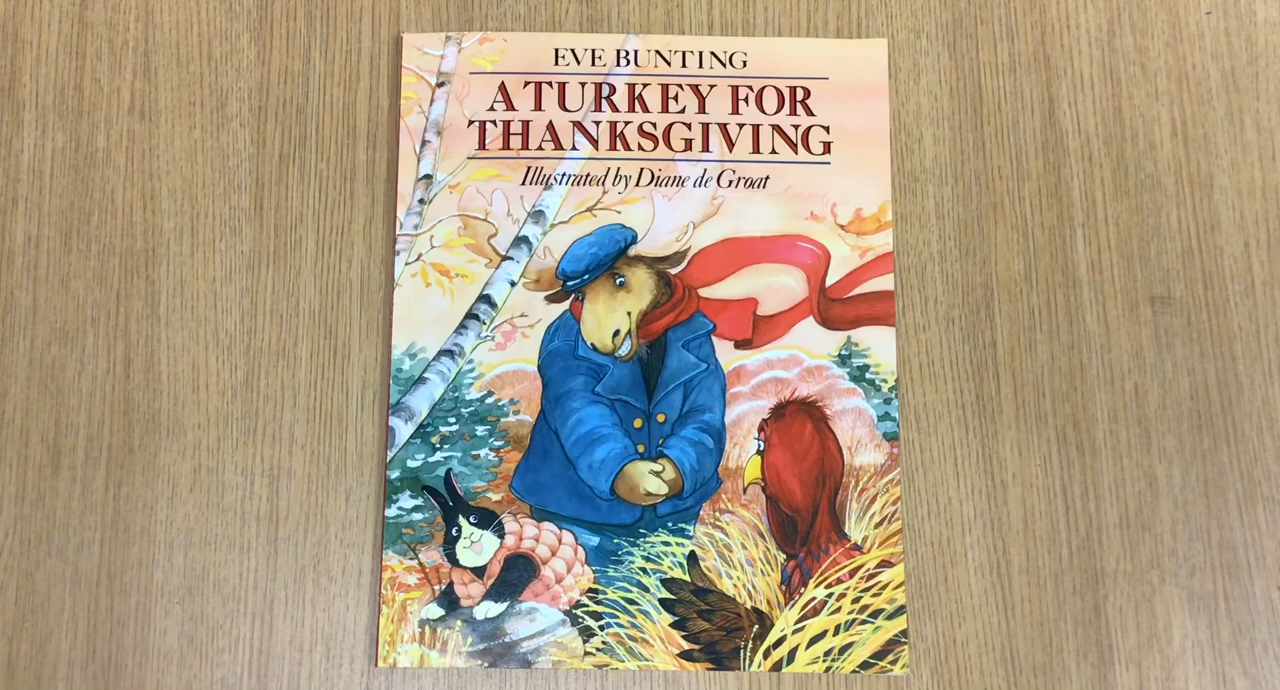 EVE BUNTING
A TURKEY FOR
THANKSGIVING
Illustrated by Diane de Groat